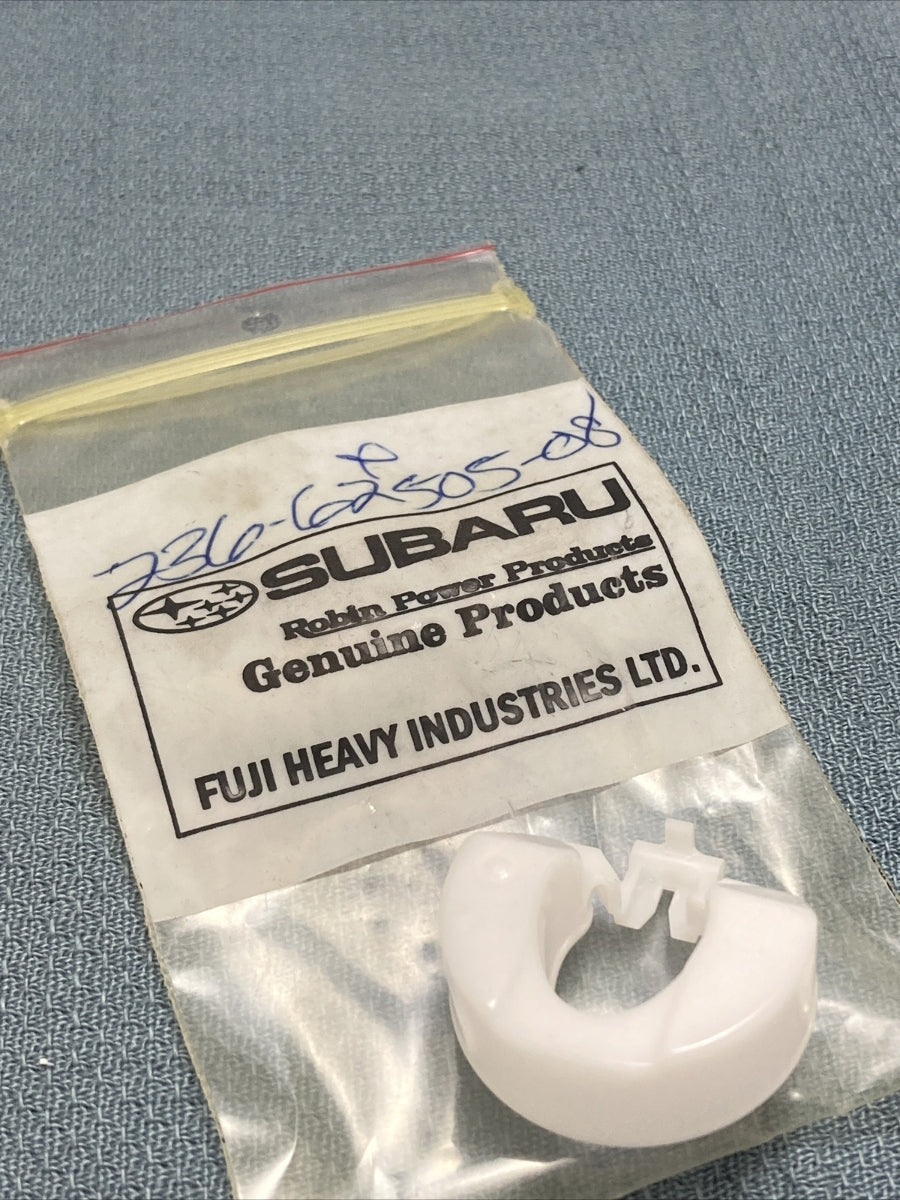 236-62505-08
SUBARU
Robin Power Products
Genuine Products
FUJI HEAVY INDUSTRIES LTD.